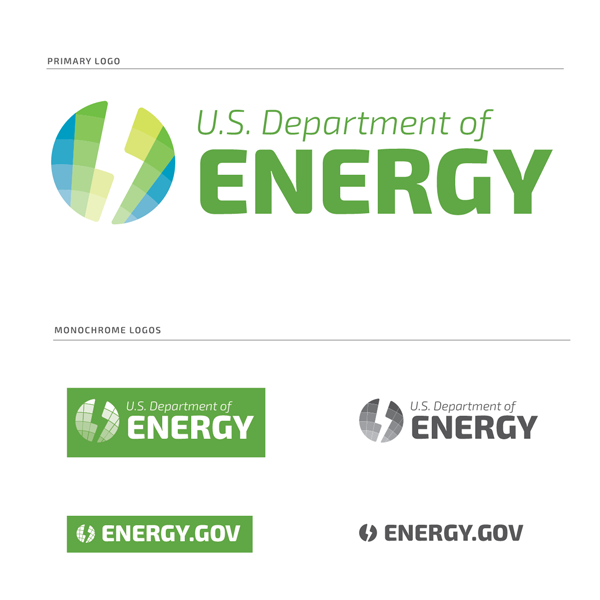 PRIMARY LOGO
U.S. Department of
ENERGY
MONOCHROME LOGOS
U.S. Department of
ENERGY
U.S. Department of
ENERGY
ENERGY.GOV
ENERGY.GOV